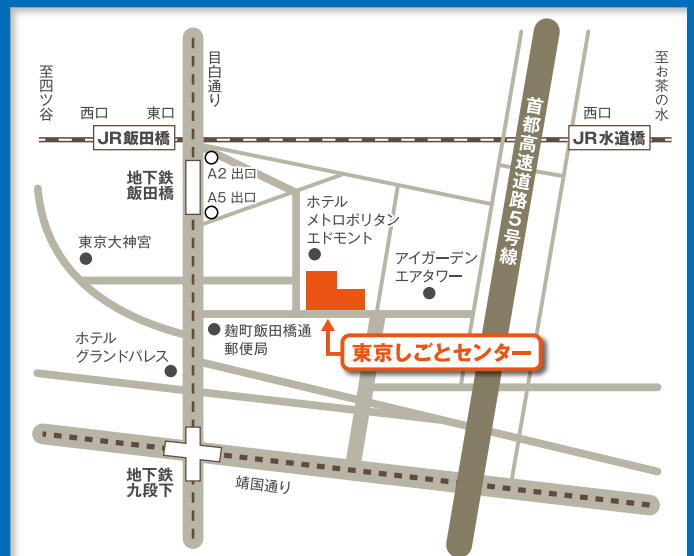 至四ツ谷
西口
東口
目白通り
至お茶の水
西口
JR飯田橋
JR水道橋
首都高速道路5号線
地下鉄
飯田橋
A2 出口
A5 出口
ホテル
メトロポリタン
エドモント
東京大神宮
アイガーデン
エアタワー
麹町飯田橋通
郵便局
ホテル
グランドパレス
東京しごとセンター
地下鉄
九段下
靖国通り